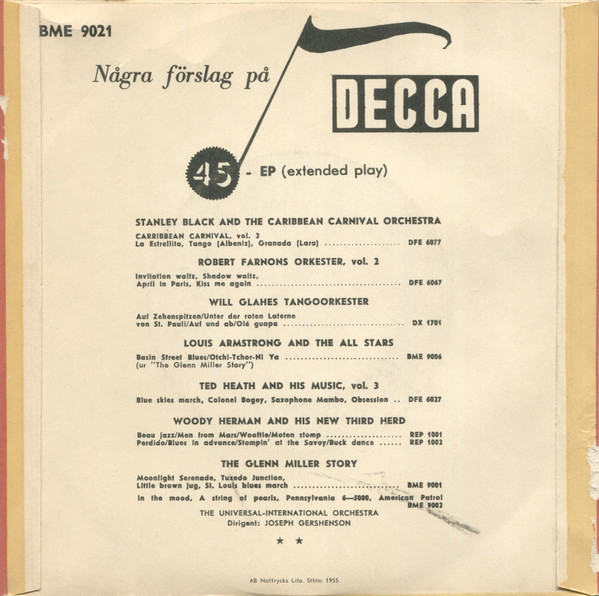 BME 9021
Några förslag på
DECCA
45 - EP (extended play)
STANLEY BLACK AND THE CARIBBEAN CARNIVAL ORCHESTRA
CARRIBBEAN CARNIVAL, vol. 2
La Estrellita, Tango (Albeniz), Granada (Lara) .................. DFE 6077
ROBERT FARNONS ORKESTER, vol. 2
Invitation waltz, Shadow waltz,
April in Paris, Kiss me again .................................... DFE 6067
WILL GLAHES TANGOORKESTER
Auf Zehenspitzen/Unter der roten Laterne
von St. Pauli/Auf und ab/Olé guapa ............................. DX 1701
LOUIS ARMSTRONG AND THE ALL STARS
Basin Street Blues/Otchi-Tchor-Ni Ya ............................ BME 9006
(ur "The Glenn Miller Story")
TED HEATH AND HIS MUSIC, vol. 3
Blue skies march, Colonel Bogey, Saxophone Mambo, Obsession .. DFE 6027
WOODY HERMAN AND HIS NEW THIRD HERD
Beau jazz/Men from Mars/Wooftie/Moten stomp ................. REP 1001
Perdido/Blues in advance/Stompin' at the Savoy/Buck dance ...... REP 1002
THE GLENN MILLER STORY
Moonlight Serenade, Tuxedo Junction,
Little brown jug, St. Louis blues march .......................... BME 9001
In the mood, A string of pearls, Pennsylvania 6—5000, American Patrol
BME 9002
THE UNIVERSAL-INTERNATIONAL ORCHESTRA
Dirigent: JOSEPH GERSHENSON
★ ★
AB Nattrycks Lito. Sthlm 1955